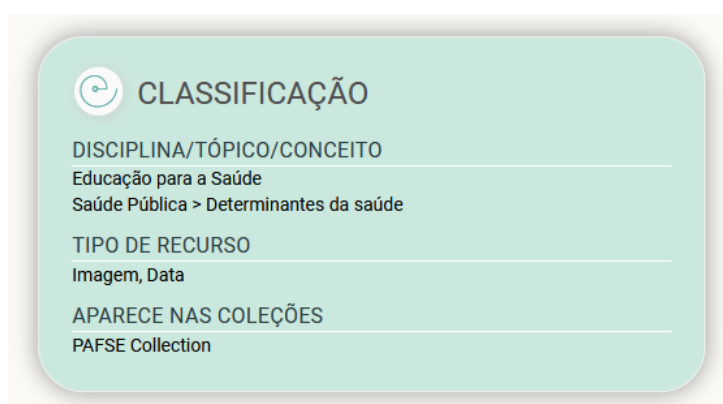 CLASSIFICAÇÃO
DISCIPLINA/TÓPICO/CONCEITO
Educação para a Saúde
Saúde Pública > Determinantes da saúde
TIPO DE RECURSO
Imagem, Data
APARECE NAS COLEÇÕES
PAFSE Collection